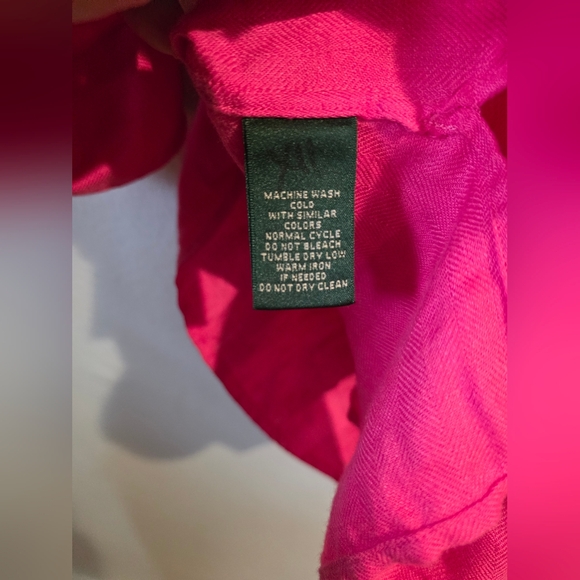 MACHINE WASH
COLD
WITH SIMILAR
COLORS
NORMAL CYCLE
DO NOT BLEACH
TUMBLE DRY LOW
WARM IRON
IF NEEDED
DO NOT DRY CLEAN